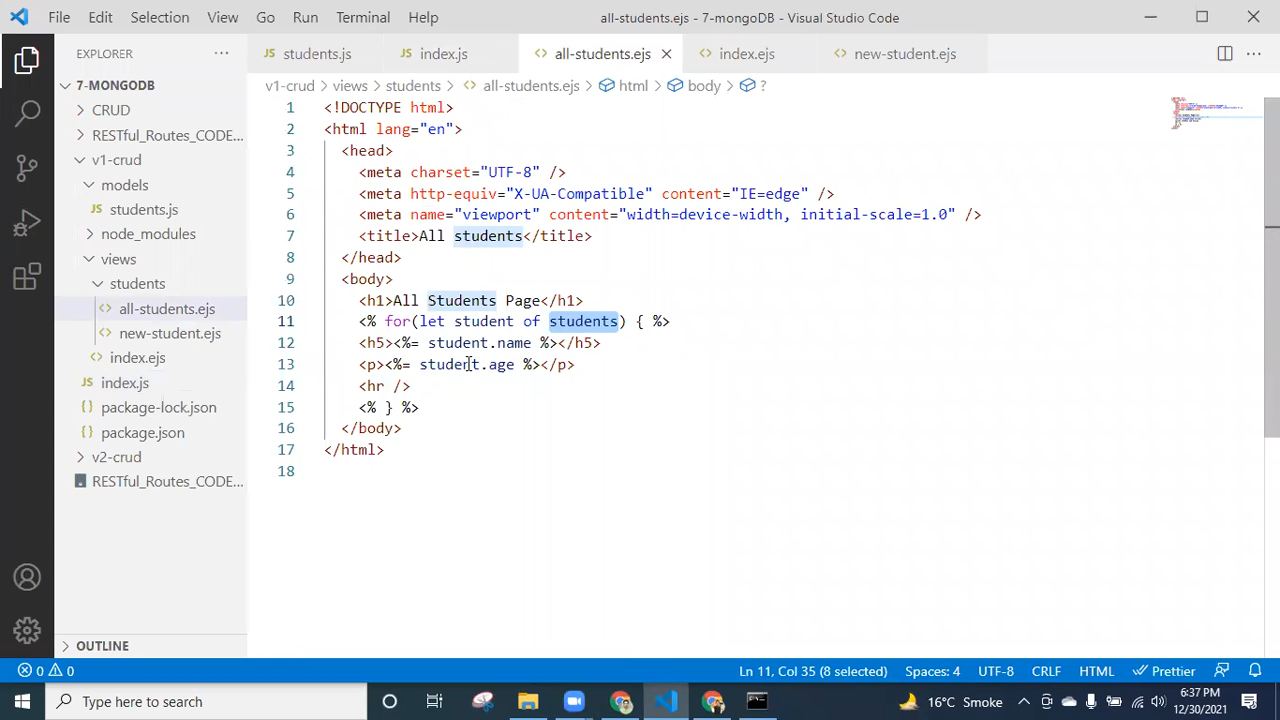 File Edit Selection View Go Run Terminal Help all-students.ejs - 7-mongoDB - Visual Studio Code
EXPLORER ···
students.js index.js <> all-students.ejs × <> index.ejs <> new-student.ejs ···
7-MONGODB
v1-crud > views > students > <> all-students.ejs > html > body > ?
CRUD
RESTful_Routes_CODE...
v1-crud
models
students.js
node_modules
views
students
<> all-students.ejs
<> new-student.ejs
<> index.ejs
index.js
package-lock.json
package.json
v2-crud
RESTful_Routes_CODE...
OUTLINE
1 <!DOCTYPE html>
2 <html lang="en">
3 <head>
4 <meta charset="UTF-8" />
5 <meta http-equiv="X-UA-Compatible" content="IE=edge" />
6 <meta name="viewport" content="width=device-width, initial-scale=1.0" />
7 <title>All students</title>
8 </head>
9 <body>
10 <h1>All Students Page</h1>
11 <% for(let student of students) { %>
12 <h5><%= student.name %></h5>
13 <p><%= student.age %></p>
14 <hr />
15 <% } %>
16 </body>
17 </html>
18
0 0 Ln 11, Col 35 (8 selected) Spaces: 4 UTF-8 CRLF HTML Prettier
Type here to search 16°C Smoke 6:37 PM
12/30/2021